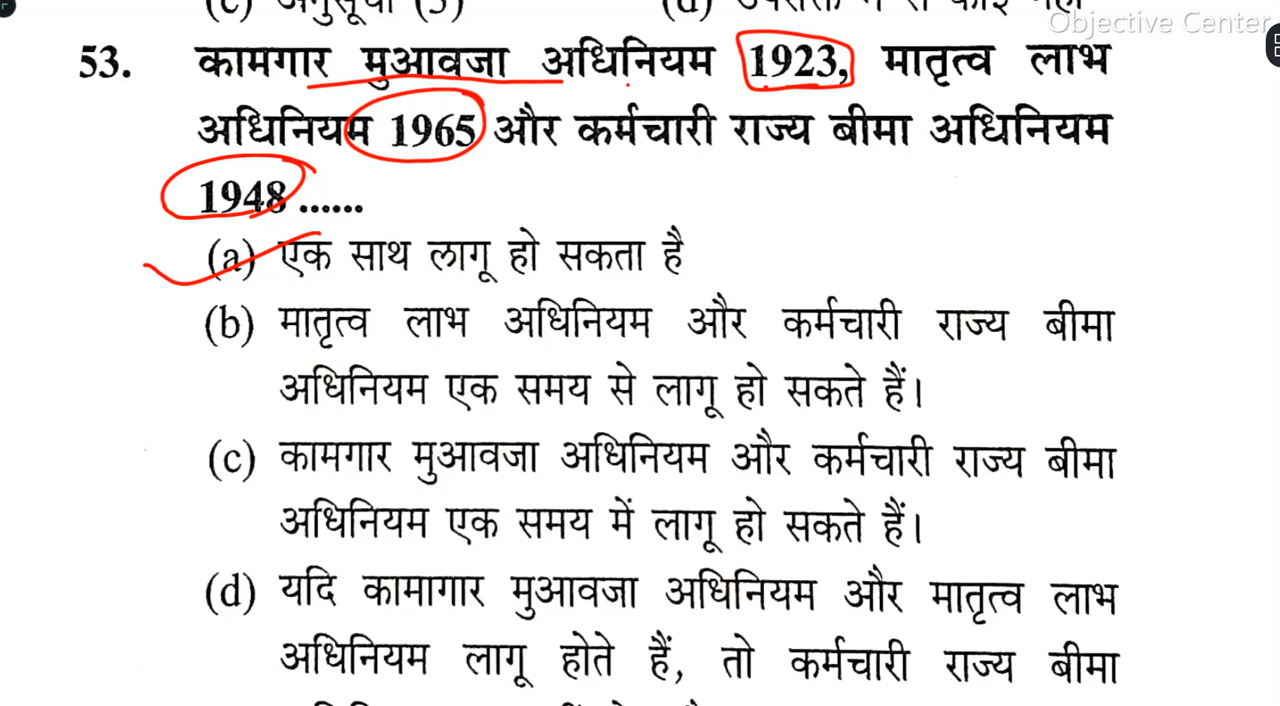 Objective Center
53. कामगार मुआवजा अधिनियम 1923, मातृत्व लाभ
अधिनियम 1965 और कर्मचारी राज्य बीमा अधिनियम
1948 ......
(a) एक साथ लागू हो सकता है
(b) मातृत्व लाभ अधिनियम और कर्मचारी राज्य बीमा
अधिनियम एक समय से लागू हो सकते हैं।
(c) कामगार मुआवजा अधिनियम और कर्मचारी राज्य बीमा
अधिनियम एक समय में लागू हो सकते हैं।
(d) यदि कामागार मुआवजा अधिनियम और मातृत्व लाभ
अधिनियम लागू होते हैं, तो कर्मचारी राज्य बीमा